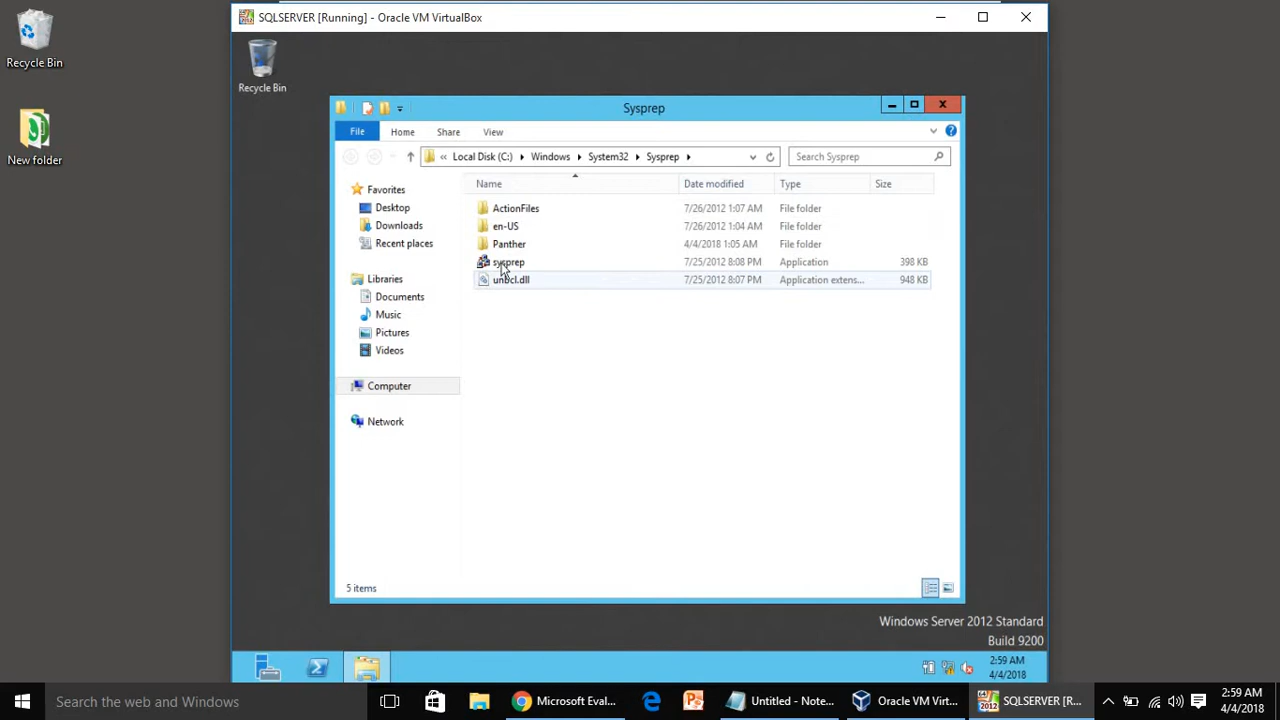 SQLSERVER [Running] - Oracle VM VirtualBox
Recycle Bin
New folder
Recycle Bin
Sysprep
File Home Share View
« Local Disk (C:) Windows System32 Sysprep
Search Sysprep
Name Date modified Type Size
Favorites
Desktop
Downloads
Recent places
Libraries
Documents
Music
Pictures
Videos
Computer
Network
ActionFiles 7/26/2012 1:07 AM File folder
en-US 7/26/2012 1:04 AM File folder
Panther 4/4/2018 1:05 AM File folder
sysprep 7/25/2012 8:08 PM Application 398 KB
unbcl.dll 7/25/2012 8:07 PM Application extens... 948 KB
5 items
Windows Server 2012 Standard
Build 9200
2:59 AM
4/4/2018
Search the web and Windows
Microsoft Eval...
Untitled - Note...
Oracle VM Virt...
SQLSERVER [R...
2:59 AM
4/4/2018